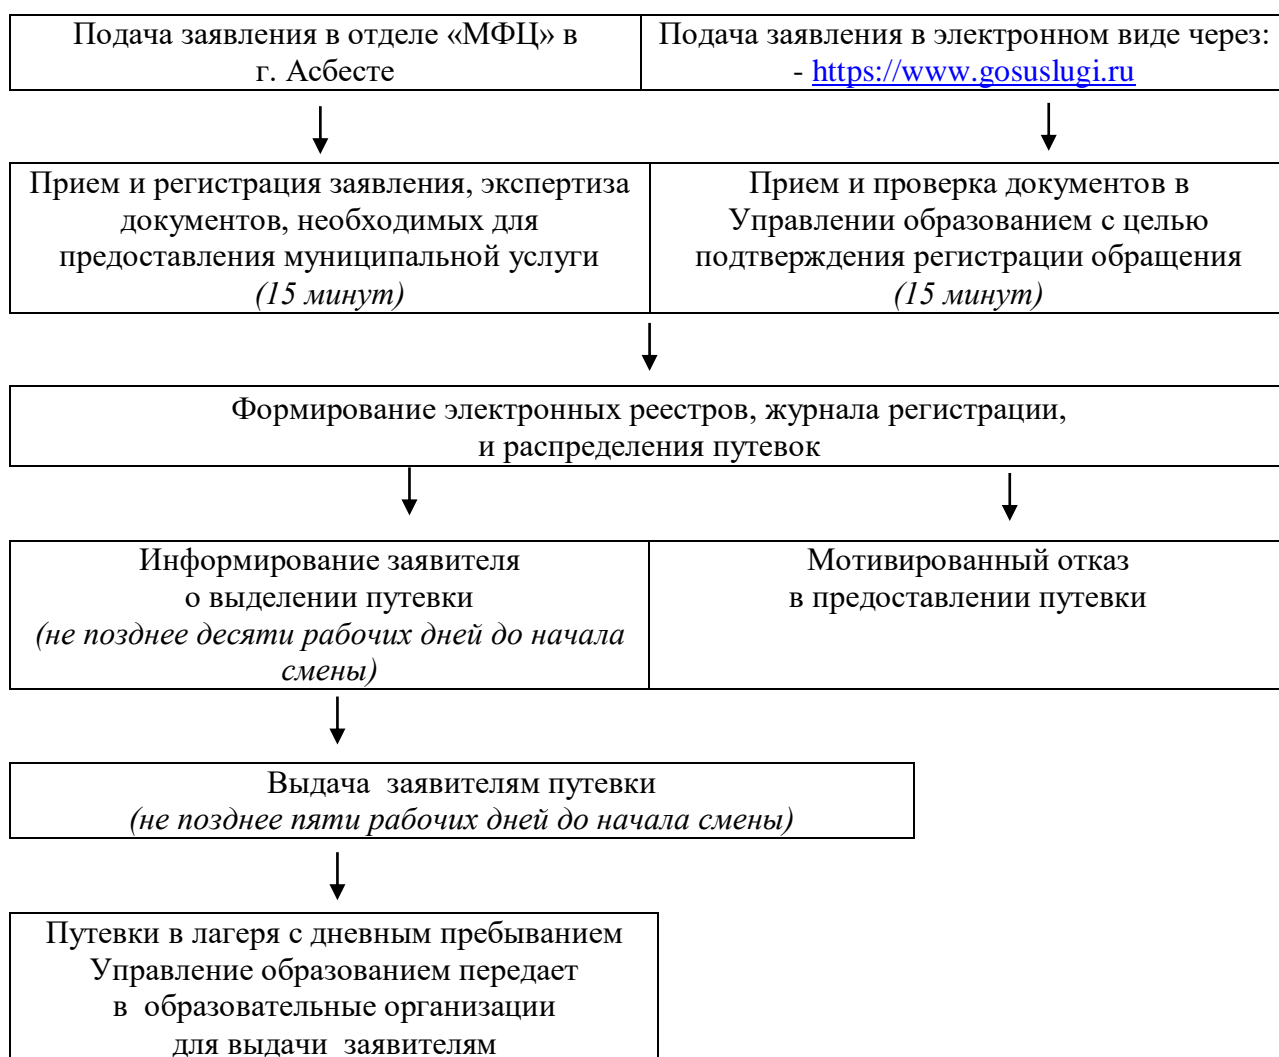 Подача заявления в отделе «МФЦ» в
г. Асбесте
Подача заявления в электронном виде через:
- https://www.gosuslugi.ru
Прием и регистрация заявления, экспертиза
документов, необходимых для
предоставления муниципальной услуги
(15 минут)
Прием и проверка документов в
Управлении образованием с целью
подтверждения регистрации обращения
(15 минут)
Формирование электронных реестров, журнала регистрации,
и распределения путевок
Информирование заявителя
о выделении путевки
(не позднее десяти рабочих дней до начала
смены)
Мотивированный отказ
в предоставлении путевки
Выдача  заявителям путевки
(не позднее пяти рабочих дней до начала смены)
Путевки в лагеря с дневным пребыванием
Управление образованием передает
в  образовательные организации
для выдачи  заявителям